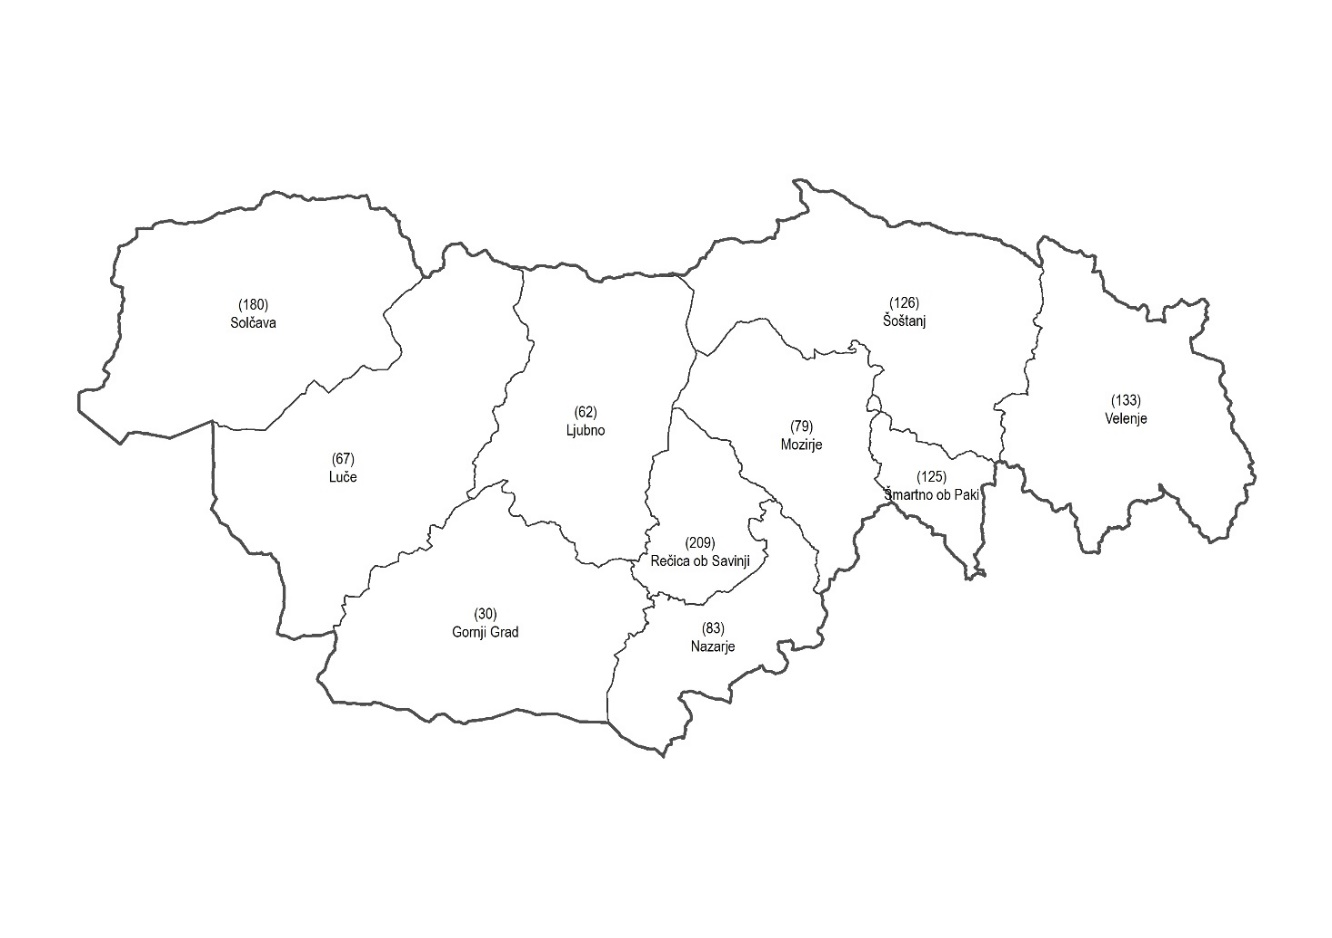 (180)
Solčava
(126)
Šoštanj
(133)
Velenje
(62)
Ljubno
(79)
Mozirje
(67)
Luče
(125)
Šmartno ob Paki
(209)
Rečica ob Savinji
(30)
Gornji Grad
(83)
Nazarje